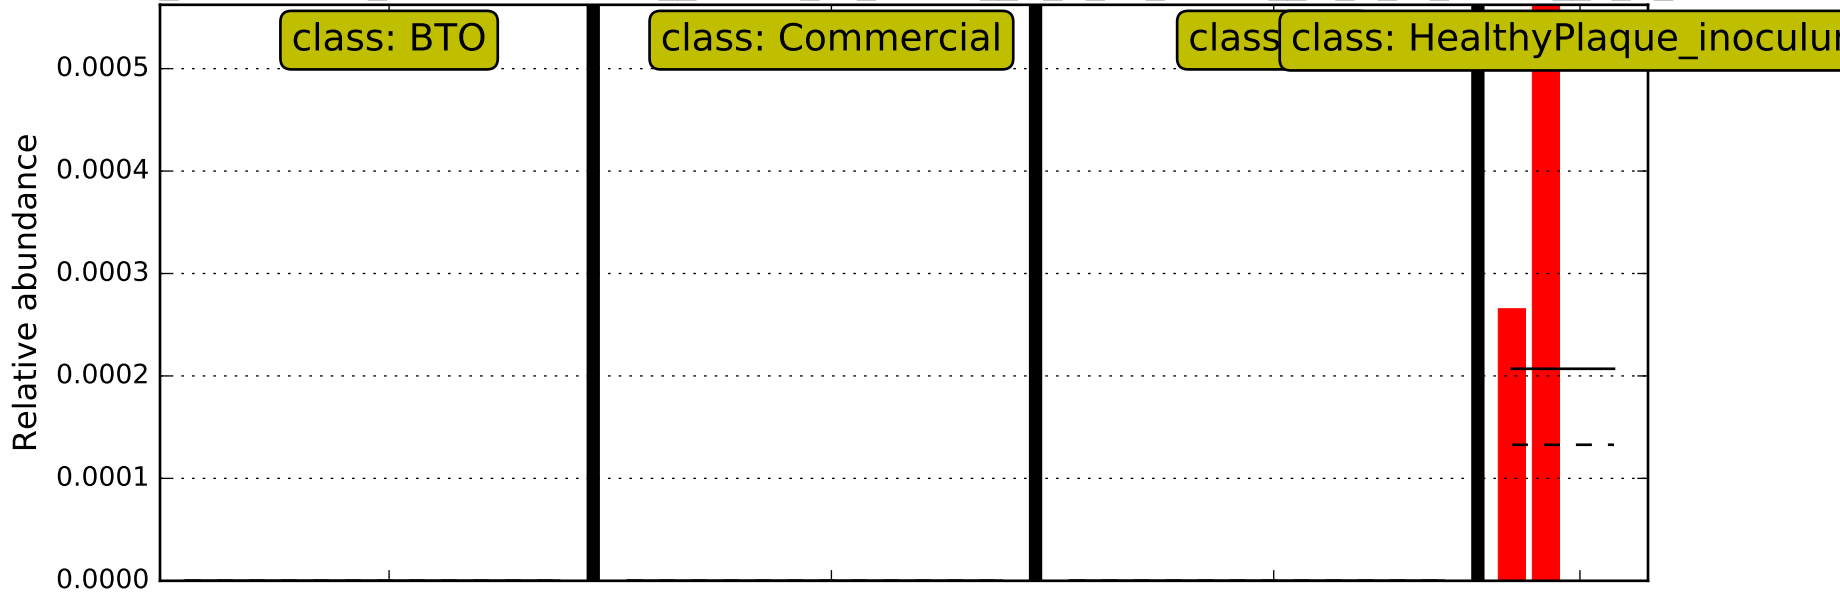 class: BTO
class: Commercial
class
class: HealthyPlaque_inoculu
0.0005
0.0004
0.0003
0.0002
0.0001
0.0000
Relative abundance